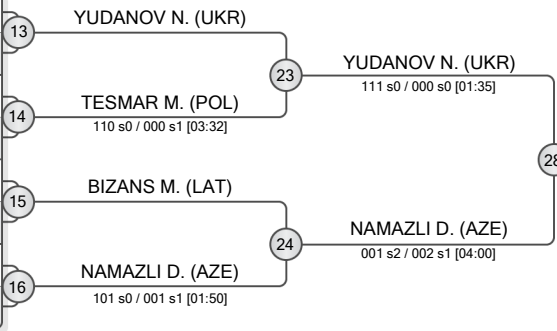 13
YUDANOV N. (UKR)
23
YUDANOV N. (UKR)
111 s0 / 000 s0 [01:35]
14
TESMAR M. (POL)
110 s0 / 000 s1 [03:32]
28
15
BIZANS M. (LAT)
24
NAMAZLI D. (AZE)
001 s2 / 002 s1 [04:00]
16
NAMAZLI D. (AZE)
101 s0 / 001 s1 [01:50]